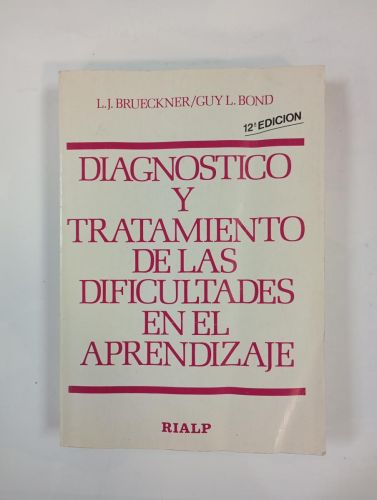 L.J. BRUECKNER/GUY L. BOND
12ª EDICION
DIAGNOSTICO
Y
TRATAMIENTO
DE LAS
DIFICULTADES
EN EL
APRENDIZAJE
RIALP